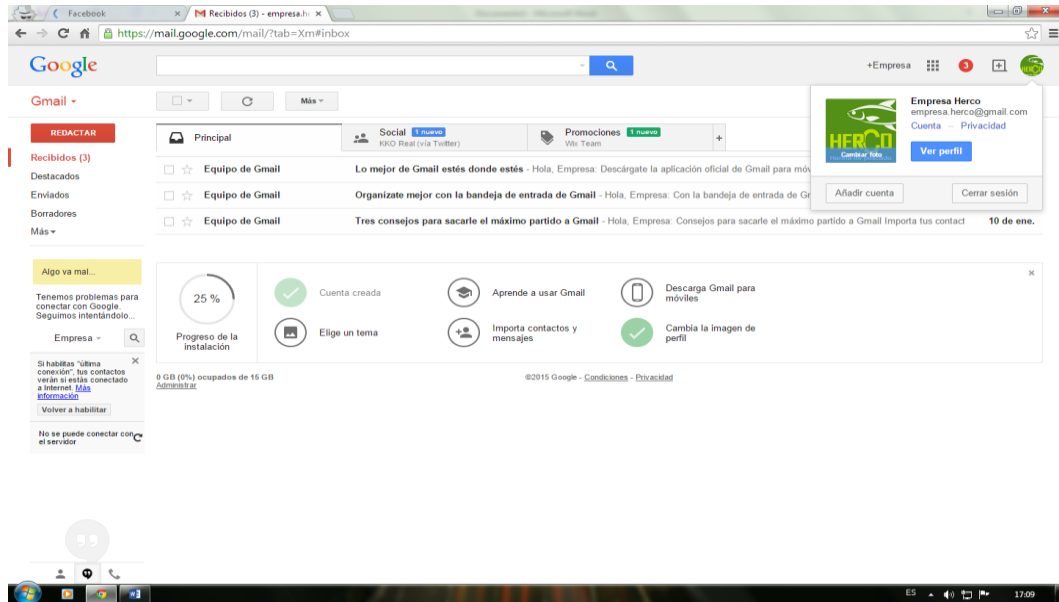 Facebook
Recibidos (3) - empresa.h
https://mail.google.com/mail/?tab=Xm#inbox
Google
+Empresa
3
Gmail
Más
Empresa Herco
empresa.herco@gmail.com
Cuenta – Privacidad
HERCO
Cambiar foto
Ver perfil
Añadir cuenta
Cerrar sesión
REDACTAR
Recibidos (3)
Destacados
Enviados
Borradores
Más
Principal
Social 1 nuevo
KKO Real (vía Twitter)
Promociones 1 nuevo
Wix Team
+
Equipo de Gmail
Lo mejor de Gmail estés donde estés - Hola, Empresa: Descárgate la aplicación oficial de Gmail para móv
Equipo de Gmail
Organízate mejor con la bandeja de entrada de Gmail - Hola, Empresa: Con la bandeja de entrada de Gr
Equipo de Gmail
Tres consejos para sacarle el máximo partido a Gmail - Hola, Empresa: Consejos para sacarle el máximo partido a Gmail Importa tus contact
10 de ene.
Algo va mal...
Tenemos problemas para
conectar con Google.
Seguimos intentándolo...
Empresa
Si habilitas "última
conexión", tus contactos
verán si estás conectado
a Internet. Más
información
Volver a habilitar
No se puede conectar con
el servidor
25 %
Progreso de la
instalación
Cuenta creada
Aprende a usar Gmail
Descarga Gmail para
móviles
Elige un tema
Importa contactos y
mensajes
Cambia la imagen de
perfil
0 GB (0%) ocupados de 15 GB
Administrar
©2015 Google - Condiciones - Privacidad
ES
17:09